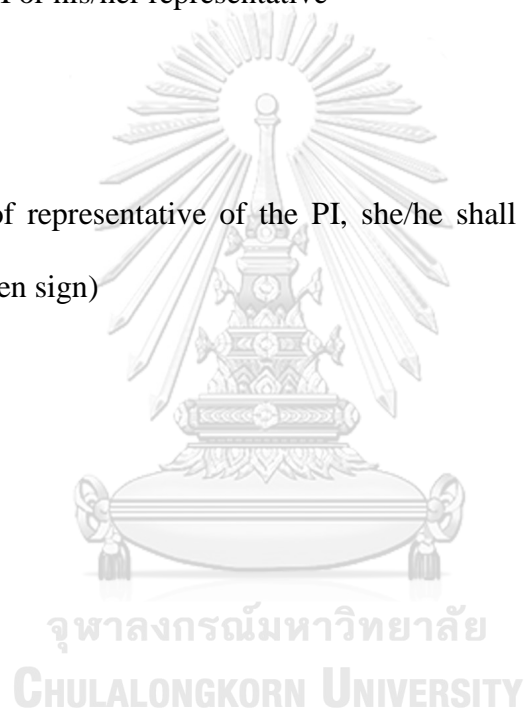 or his/her representative
of representative of the PI, she/he shall
en sign)
จุฬาลงกรณ์มหาวิทยาลัย
CHULALONGKORN UNIVERSITY